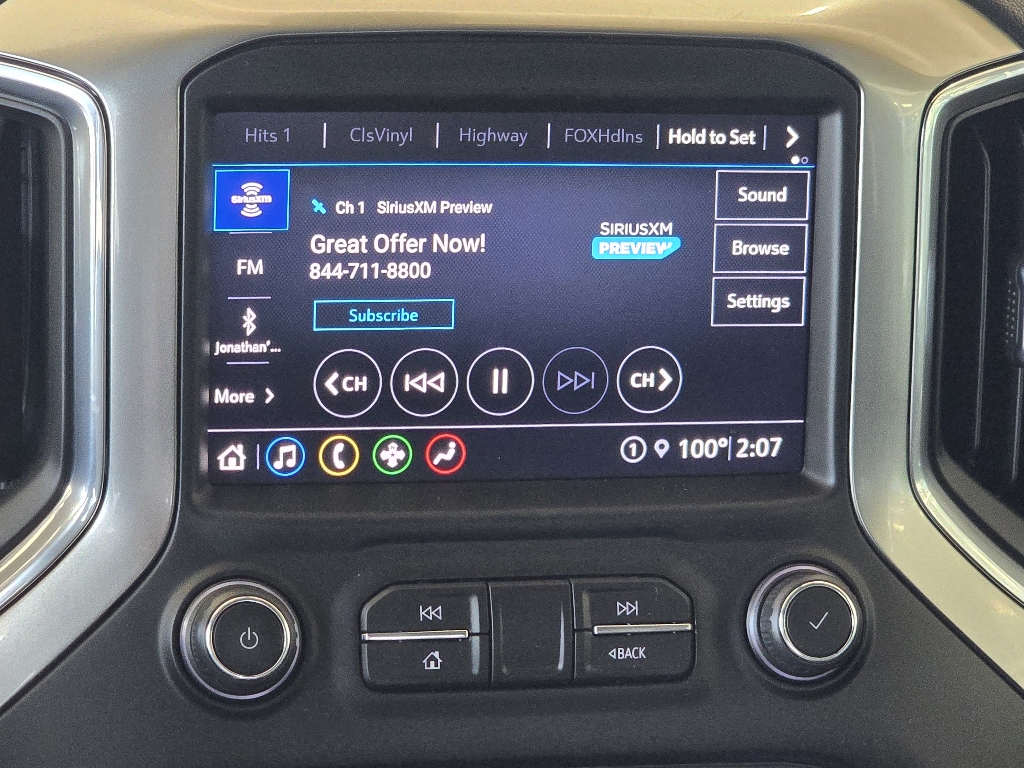 Hits 1 ClsVinyl Highway FOXHdlns Hold to Set
SiriusXM
Ch 1 SiriusXM Preview
Sound
Great Offer Now!
SIRIUSXM
PREVIEW
844-711-8800
Browse
FM
Settings
Subscribe
Jonathan'...
More
CH
CH
1 100° 2:07
BACK